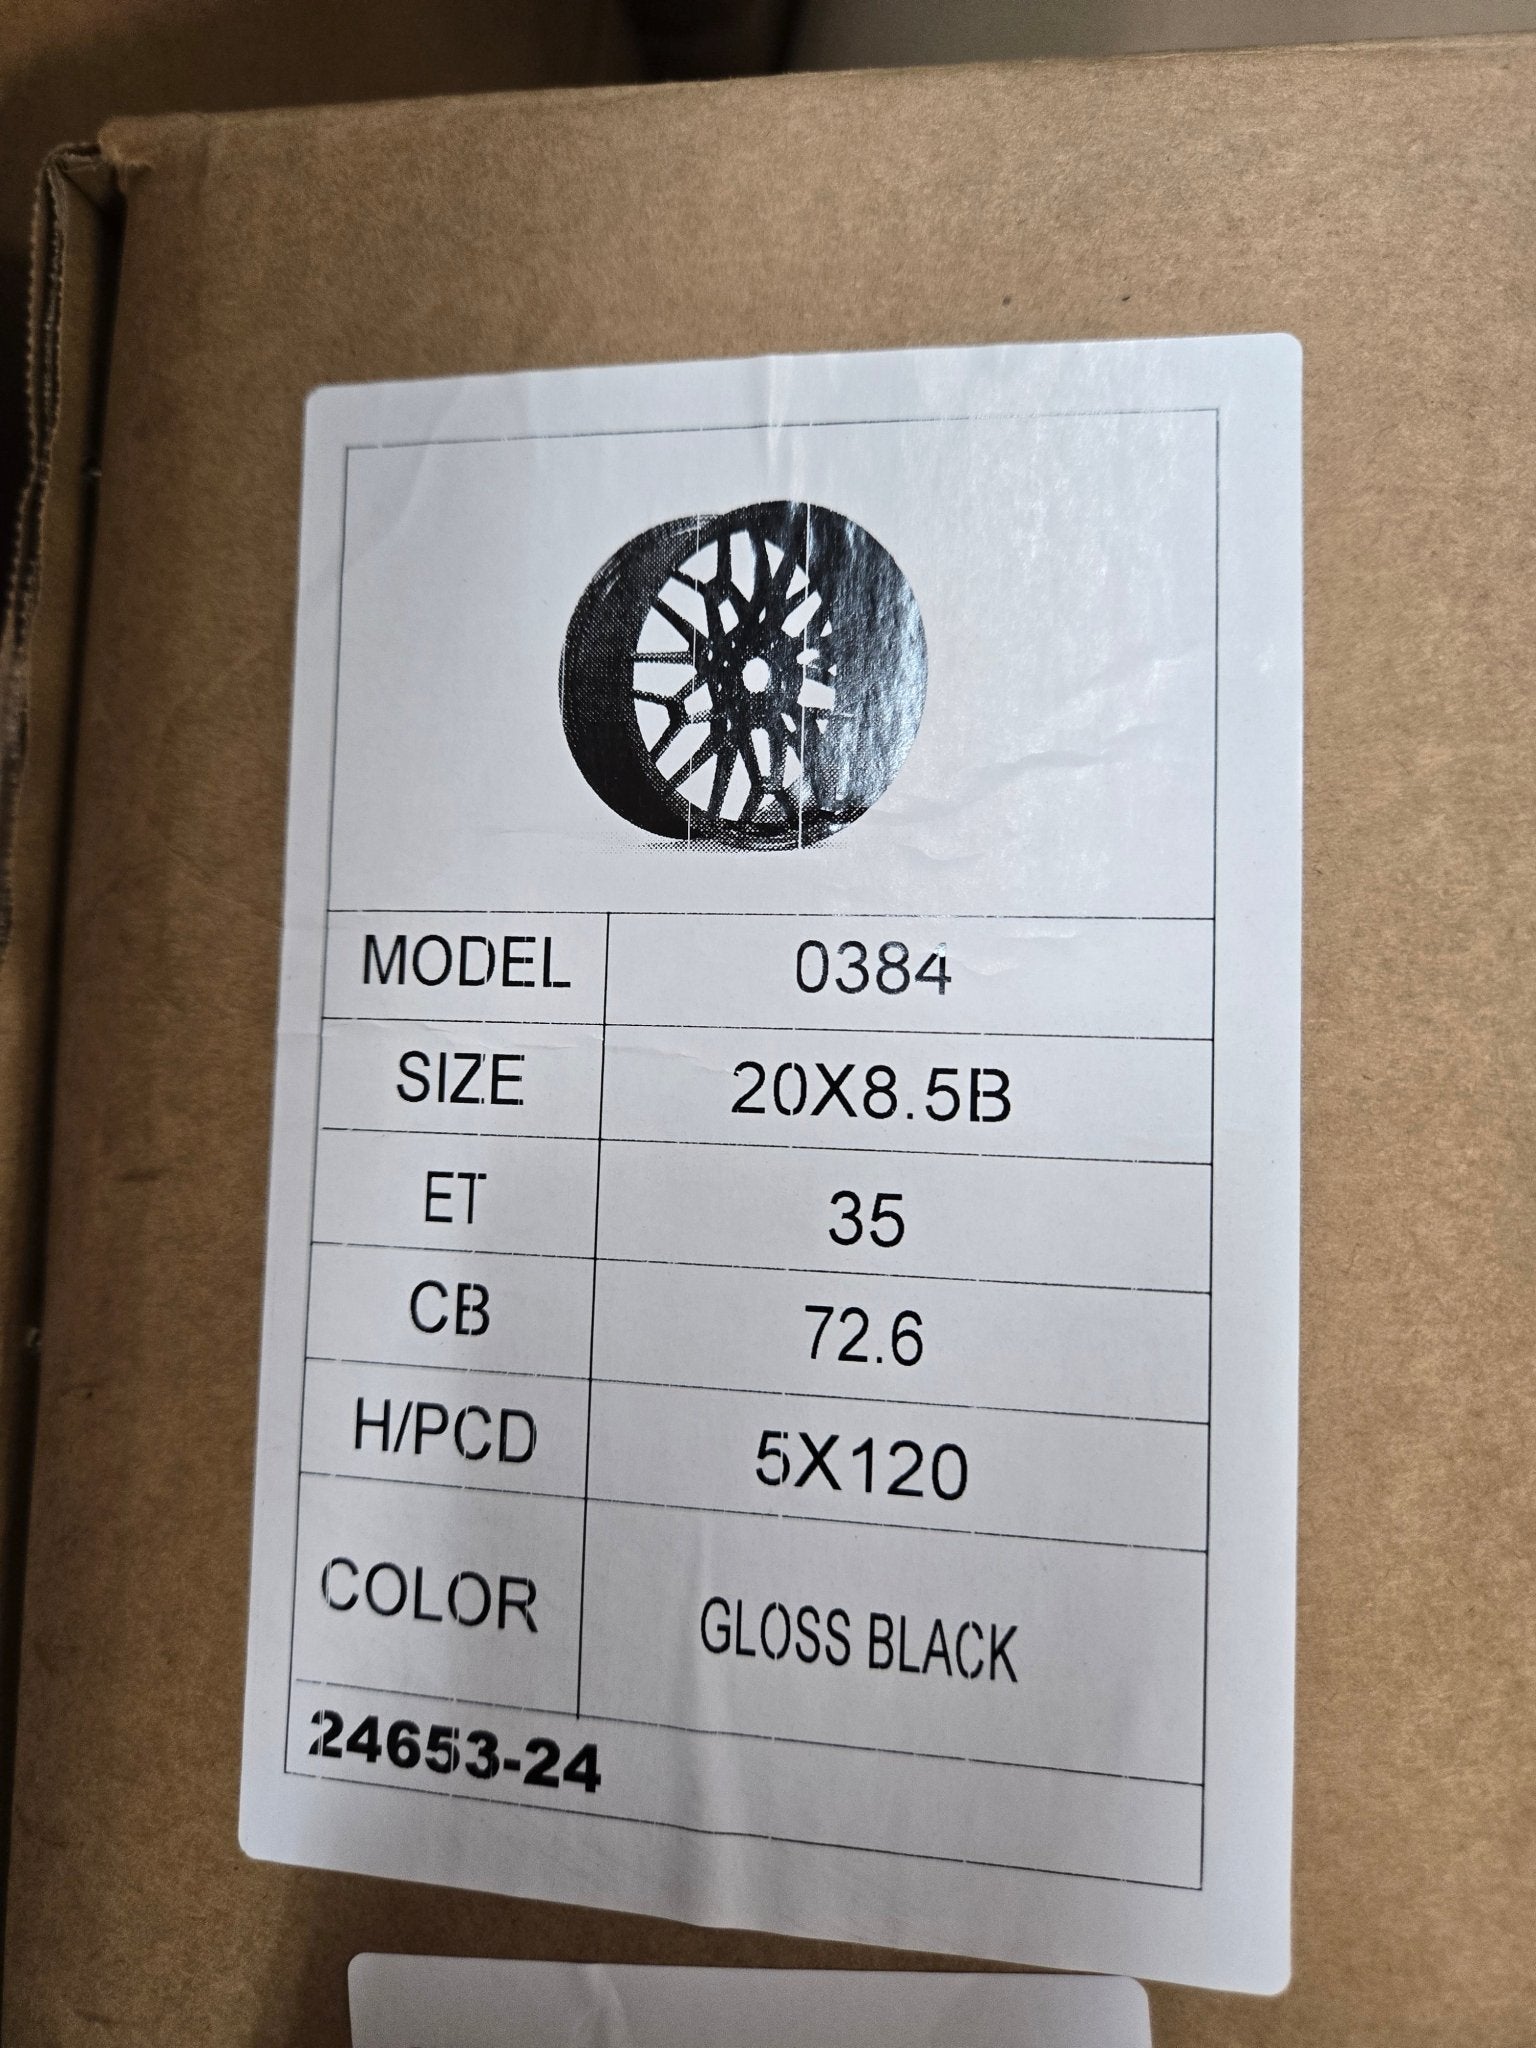 MODEL 0384
SIZE 20X8.5B
ET 35
CB 72.6
H/PCD 5X120
COLOR GLOSS BLACK
24653-24